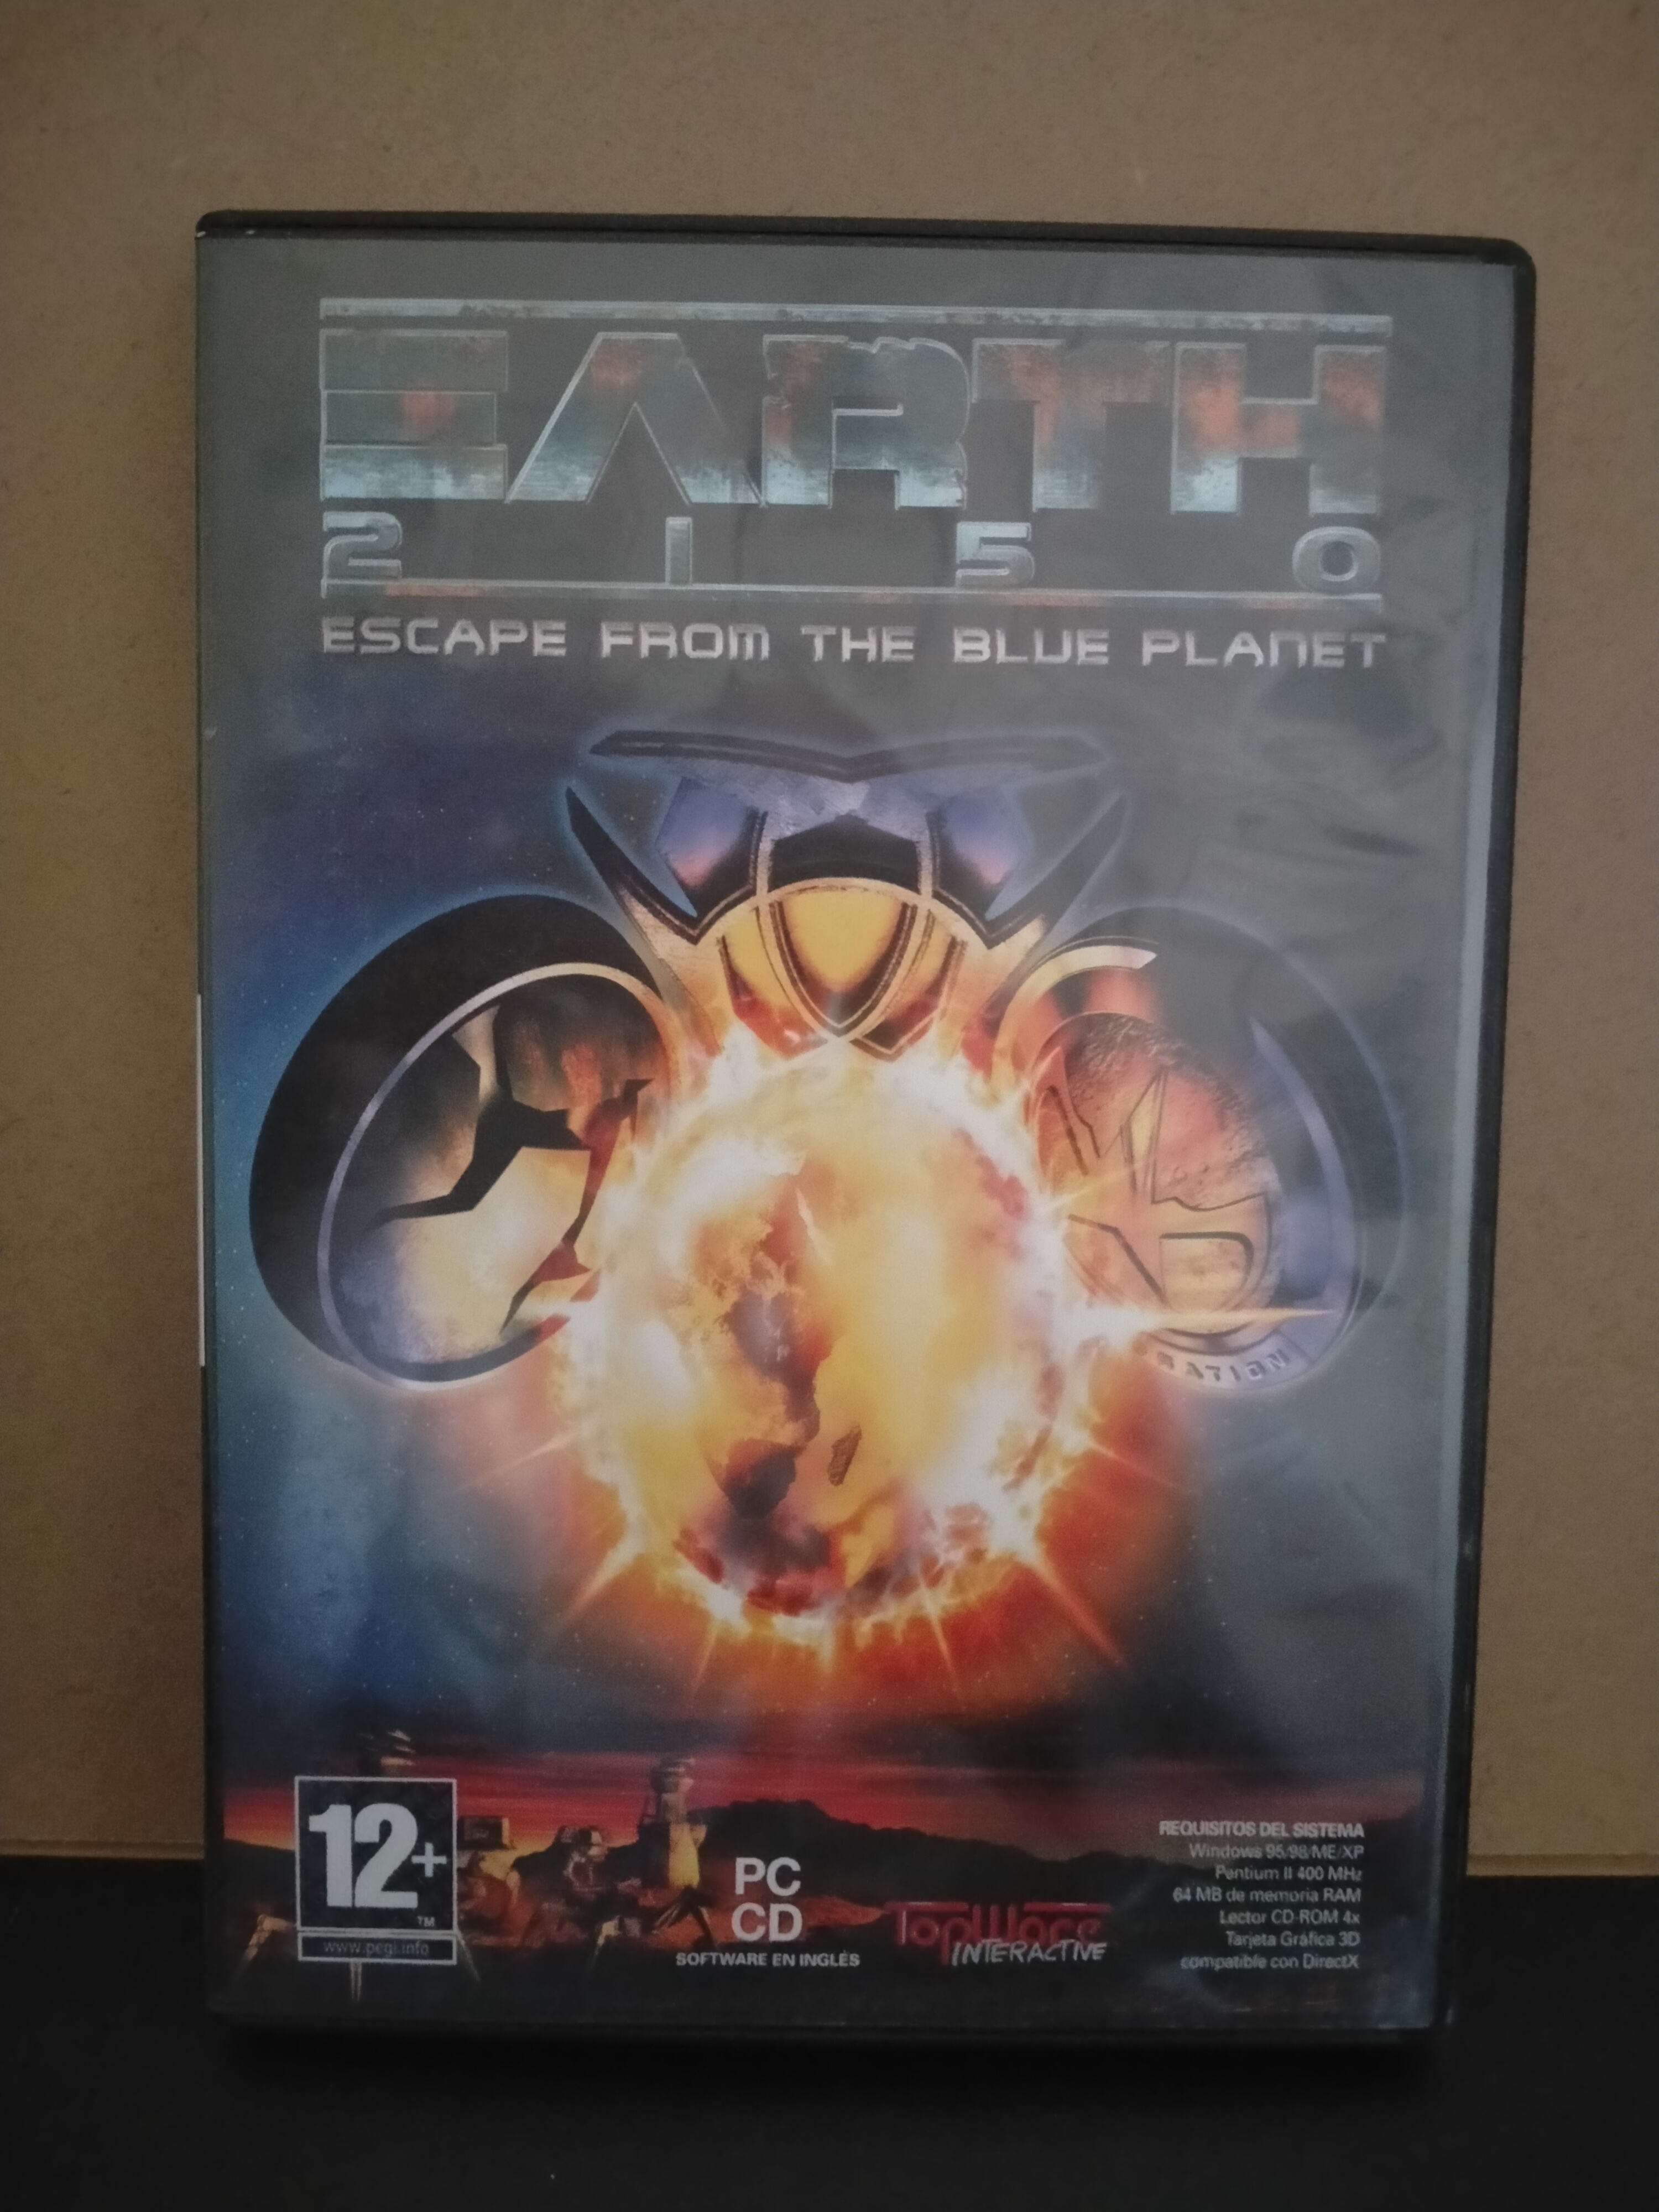 EARTH
2150
ESCAPE FROM THE BLUE PLANET
RATION
12+
™
www.pegi.info
PC
CD
SOFTWARE EN INGLÉS
TopWare
INTERACTIVE
REQUISITOS DEL SISTEMA
Windows 95/98/ME/XP
Pentium II 400 MHz
64 MB de memoria RAM
Lector CD-ROM 4x
Tarjeta Gráfica 3D
compatible con DirectX